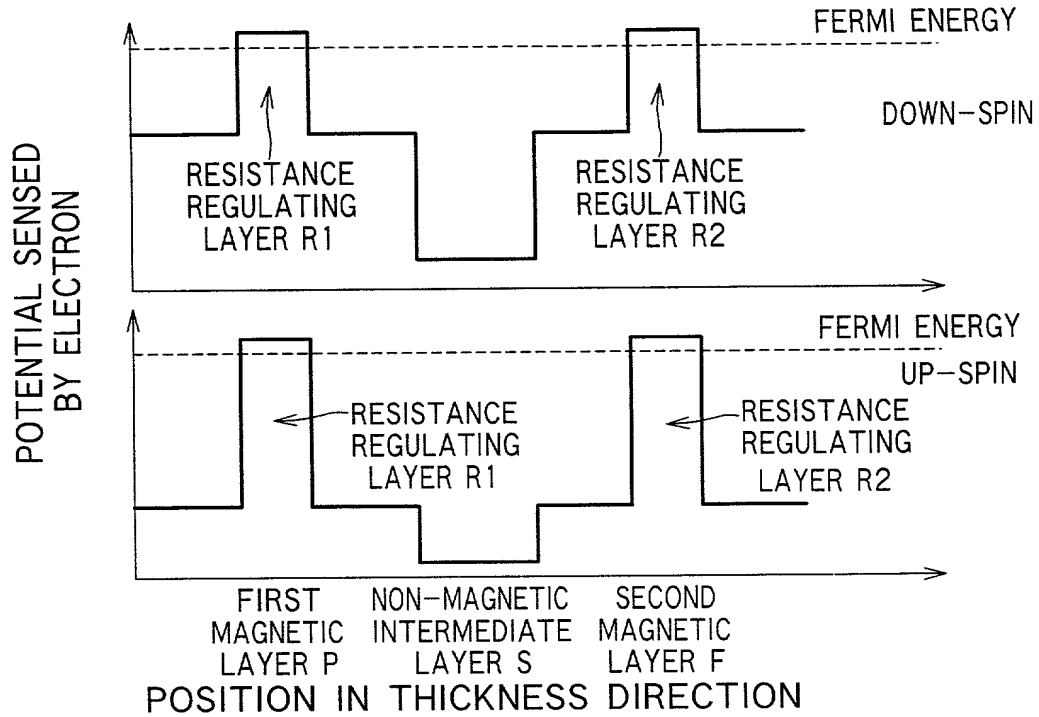 FERMI ENERGY
DOWN-SPIN
RESISTANCE
REGULATING
LAYER R1
RESISTANCE
REGULATING
LAYER R2
POTENTIAL SENSED
BY ELECTRON
FERMI ENERGY
UP-SPIN
RESISTANCE
REGULATING
LAYER R1
RESISTANCE
REGULATING
LAYER R2
FIRST
MAGNETIC
LAYER P
NON-MAGNETIC
INTERMEDIATE
LAYER S
SECOND
MAGNETIC
LAYER F
POSITION IN THICKNESS DIRECTION